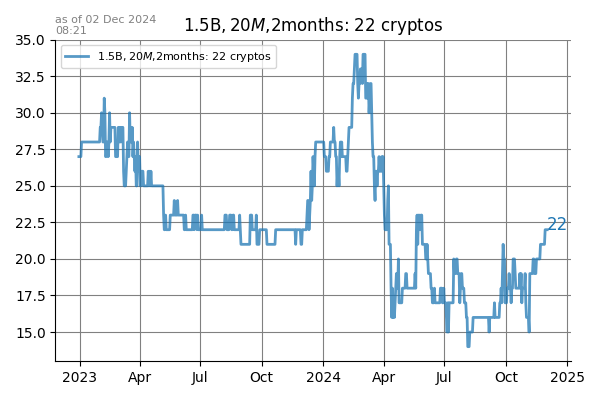 as of 02 Dec 2024
08:21
1.5B, 20M,2months: 22 cryptos
1.5B, 20M,2months: 22 cryptos
35.0
32.5
30.0
27.5
25.0
22.5
20.0
17.5
15.0
22
2023 Apr Jul Oct 2024 Apr Jul Oct 2025